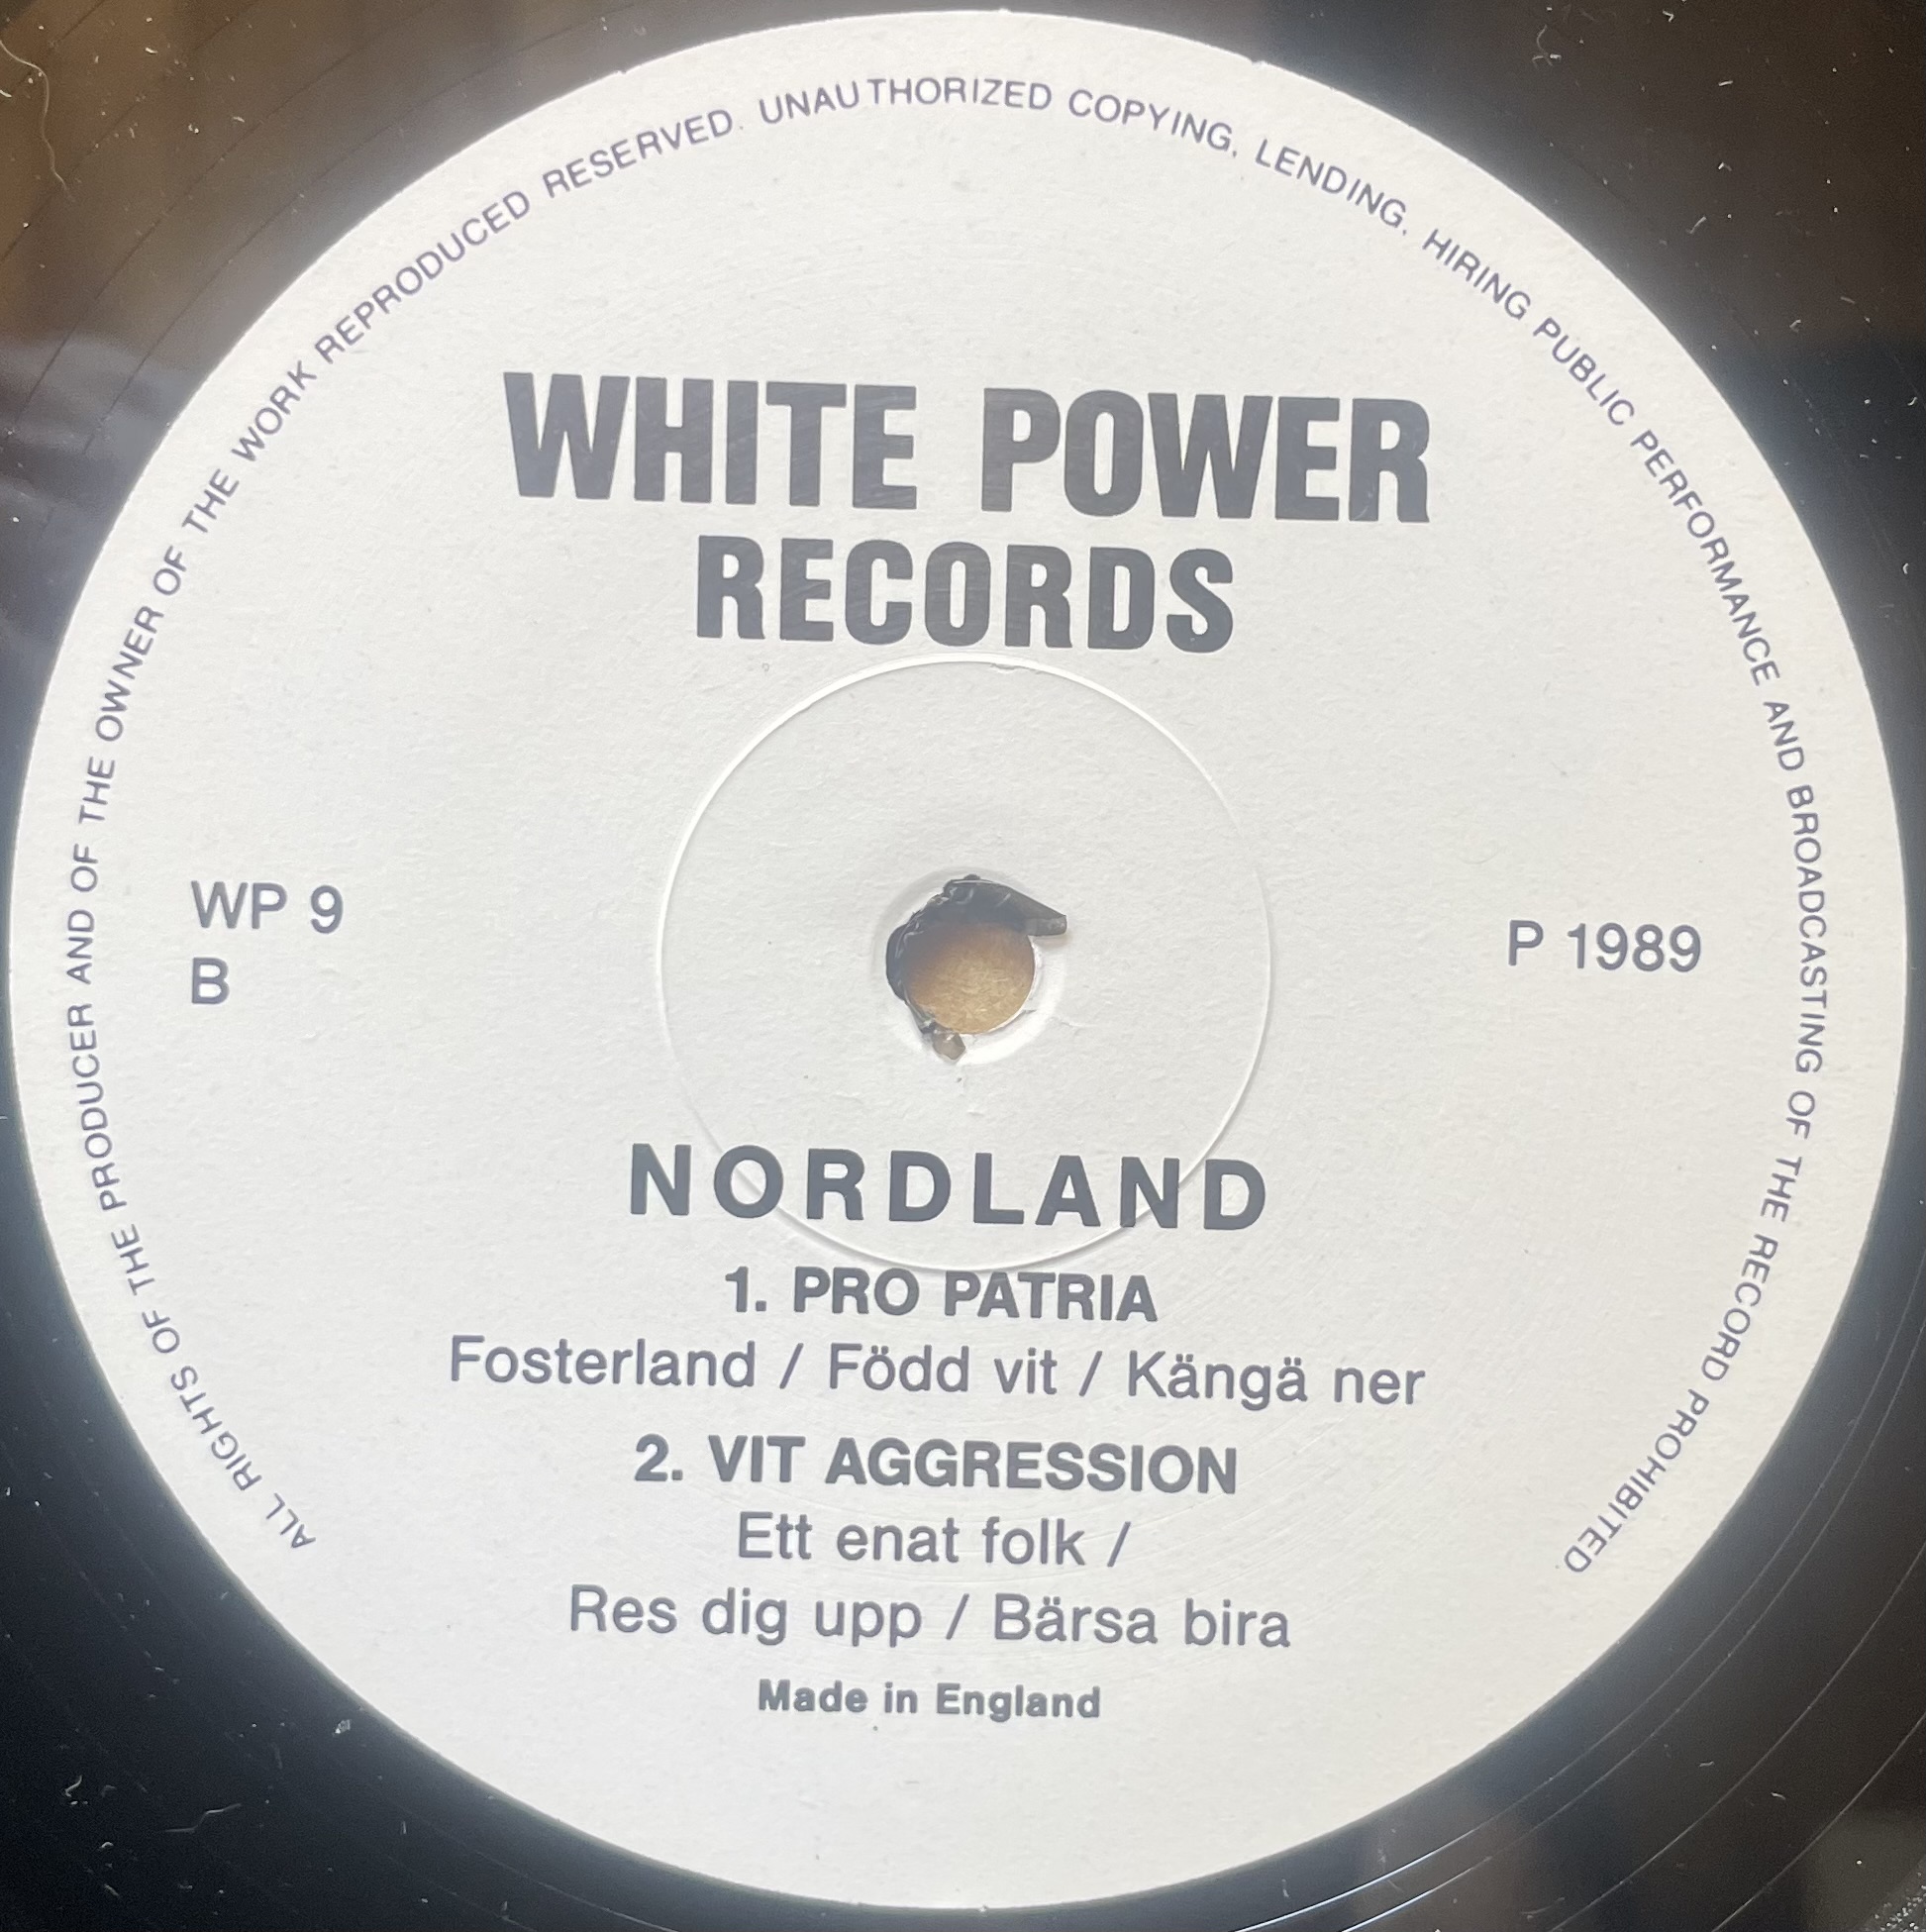 ALL RIGHTS OF THE PRODUCER AND OF THE OWNER OF THE WORK REPRODUCED RESERVED. UNAUTHORIZED COPYING, LENDING, HIRING PUBLIC PERFORMANCE AND BROADCASTING OF THE RECORD PROHIBITED.
WHITE POWER
RECORDS
WP 9
B
P 1989
NORDLAND
1. PRO PATRIA
Fosterland / Född vit / Kängä ner
2. VIT AGGRESSION
Ett enat folk /
Res dig upp / Bärsa bira
Made in England